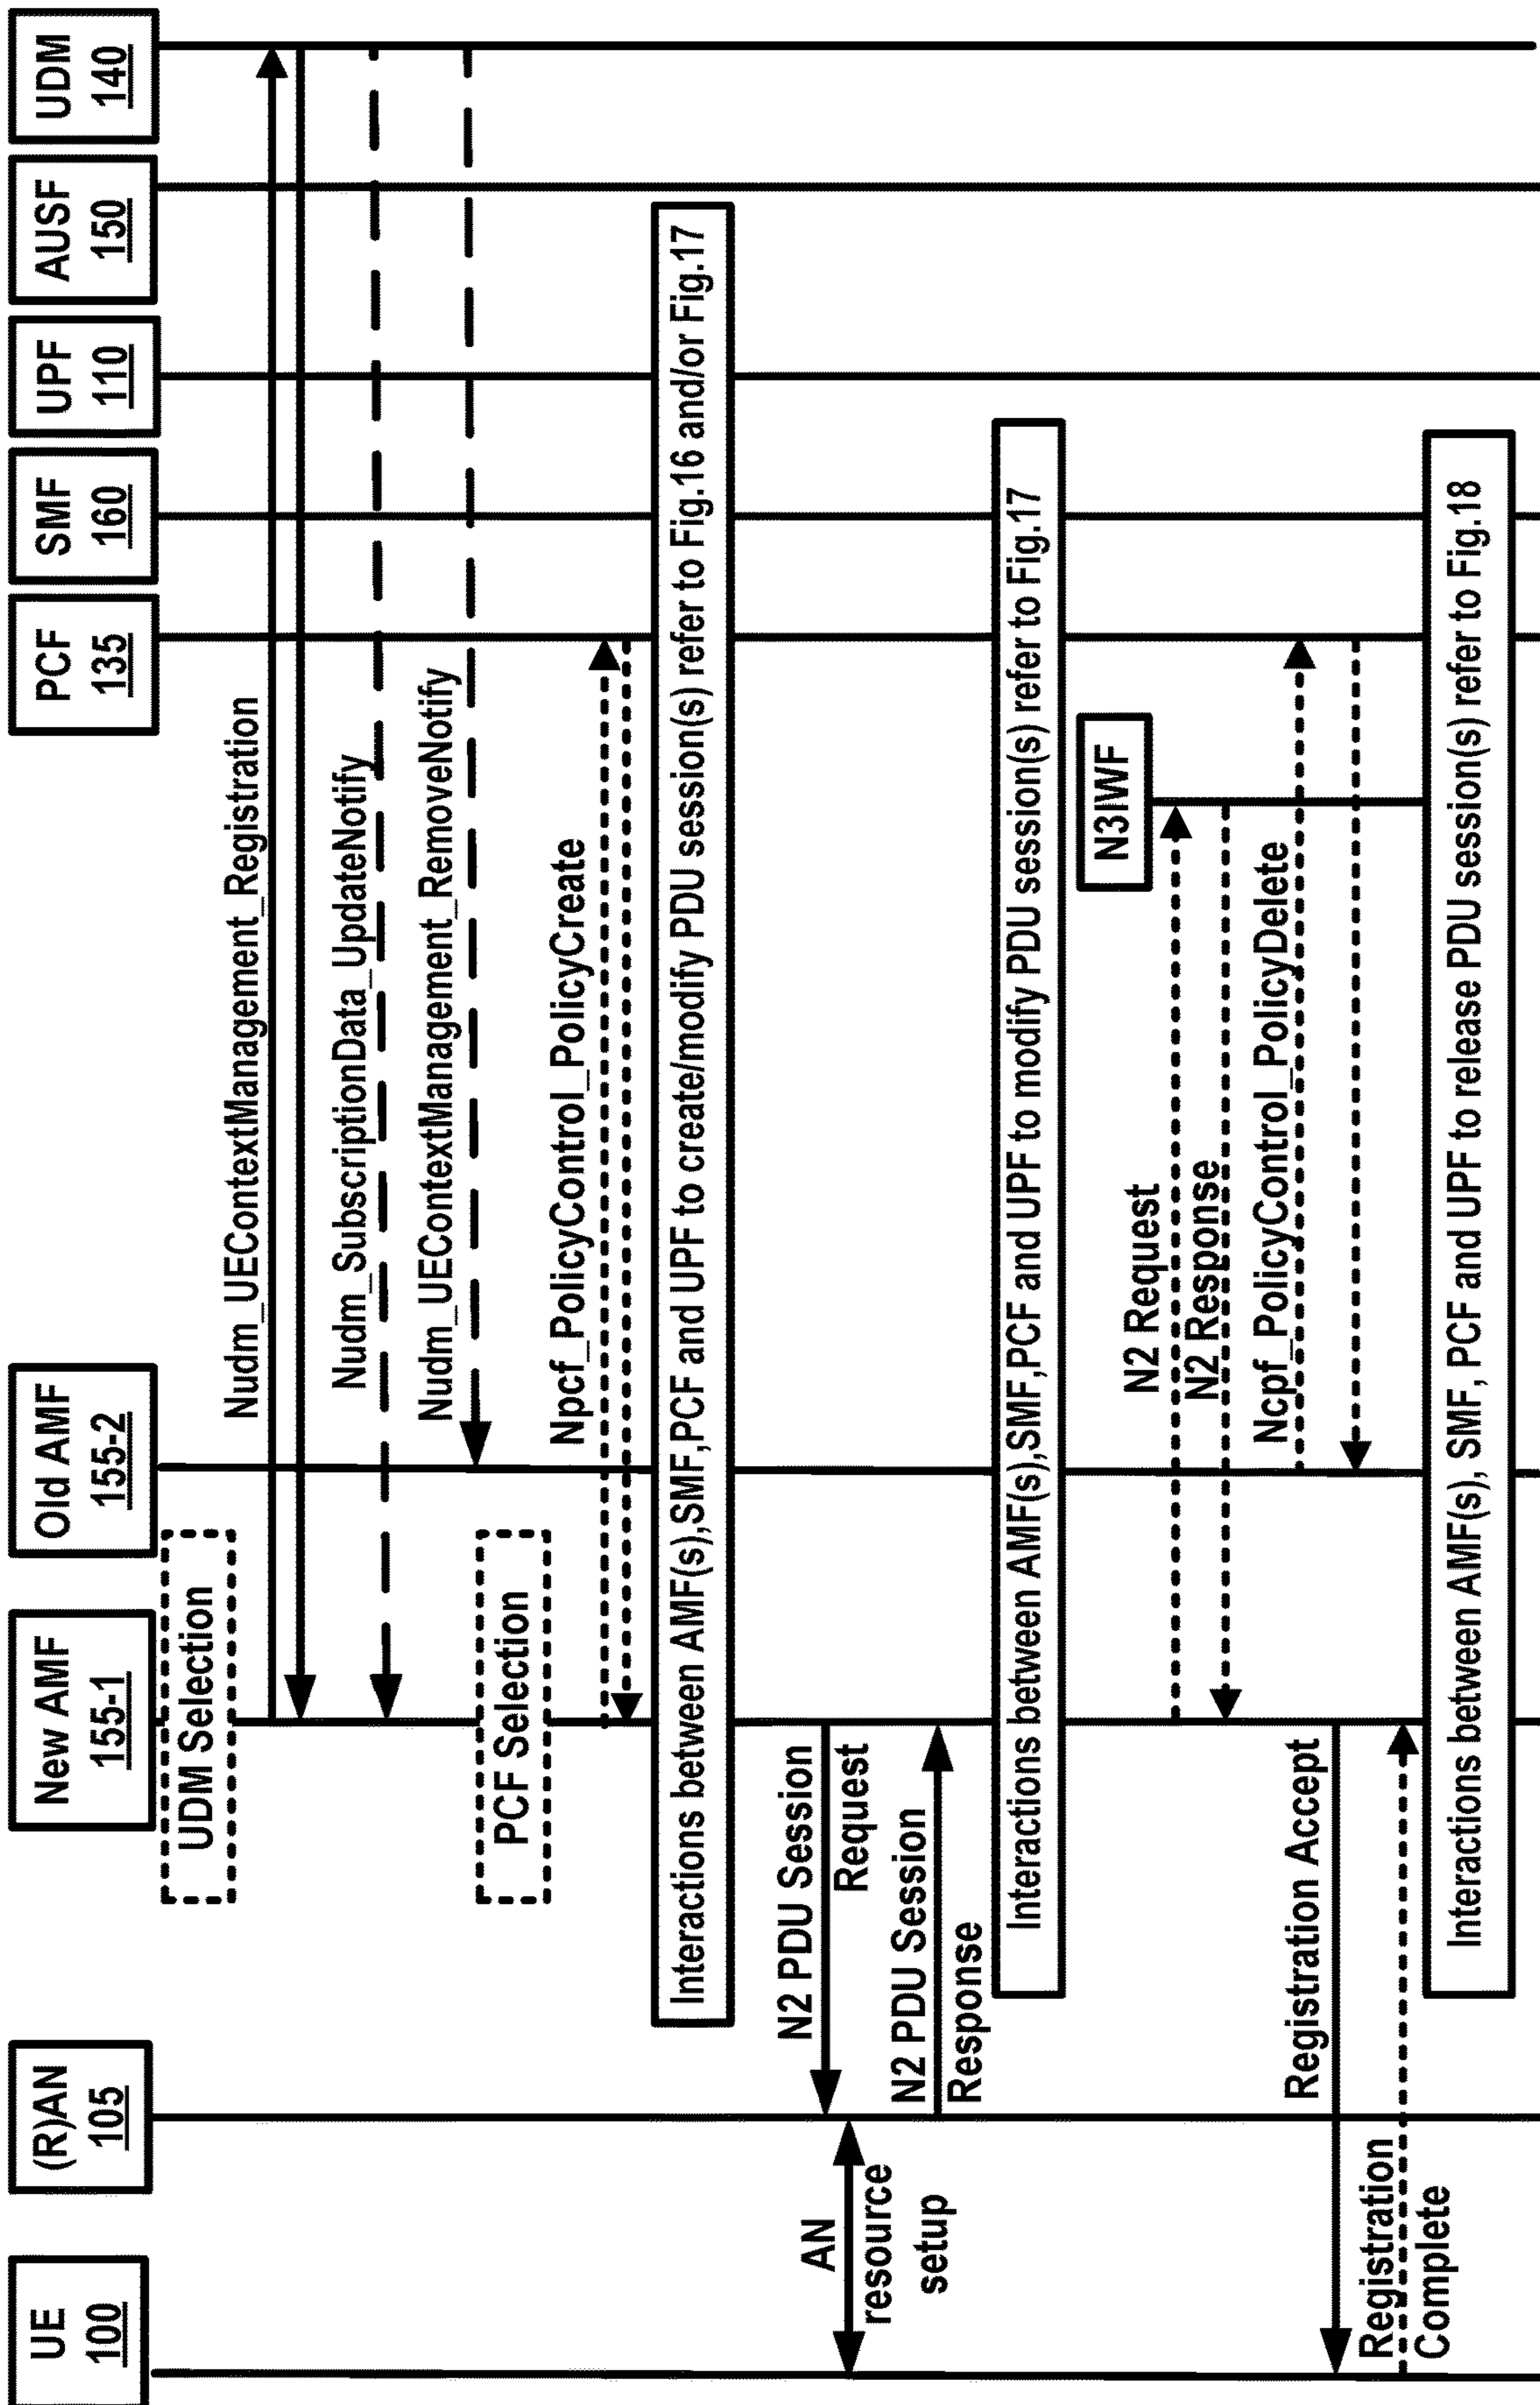 UE
100
(R)AN
105
New AMF
155-1
Old AMF
155-2
PCF
135
SMF
160
UPF
110
AUSF
150
UDM
140
UDM Selection
Nudm_UEContextManagement_Registration
Nudm_SubscriptionData_UpdateNotify
Nudm_UEContextManagement_RemoveNotify
PCF Selection
Npcf_PolicyControl_PolicyCreate
Interactions between AMF(s),SMF,PCF and UPF to create/modify PDU session(s) refer to Fig.16 and/or Fig.17
N2 PDU Session
Request
AN
resource
setup
N2 PDU Session
Response
Interactions between AMF(s),SMF,PCF and UPF to modify PDU session(s) refer to Fig.17
N3IWF
N2 Request
N2 Response
Ncpf_PolicyControl_PolicyDelete
Registration Accept
Registration
Complete
Interactions between AMF(s), SMF, PCF and UPF to release PDU session(s) refer to Fig.18